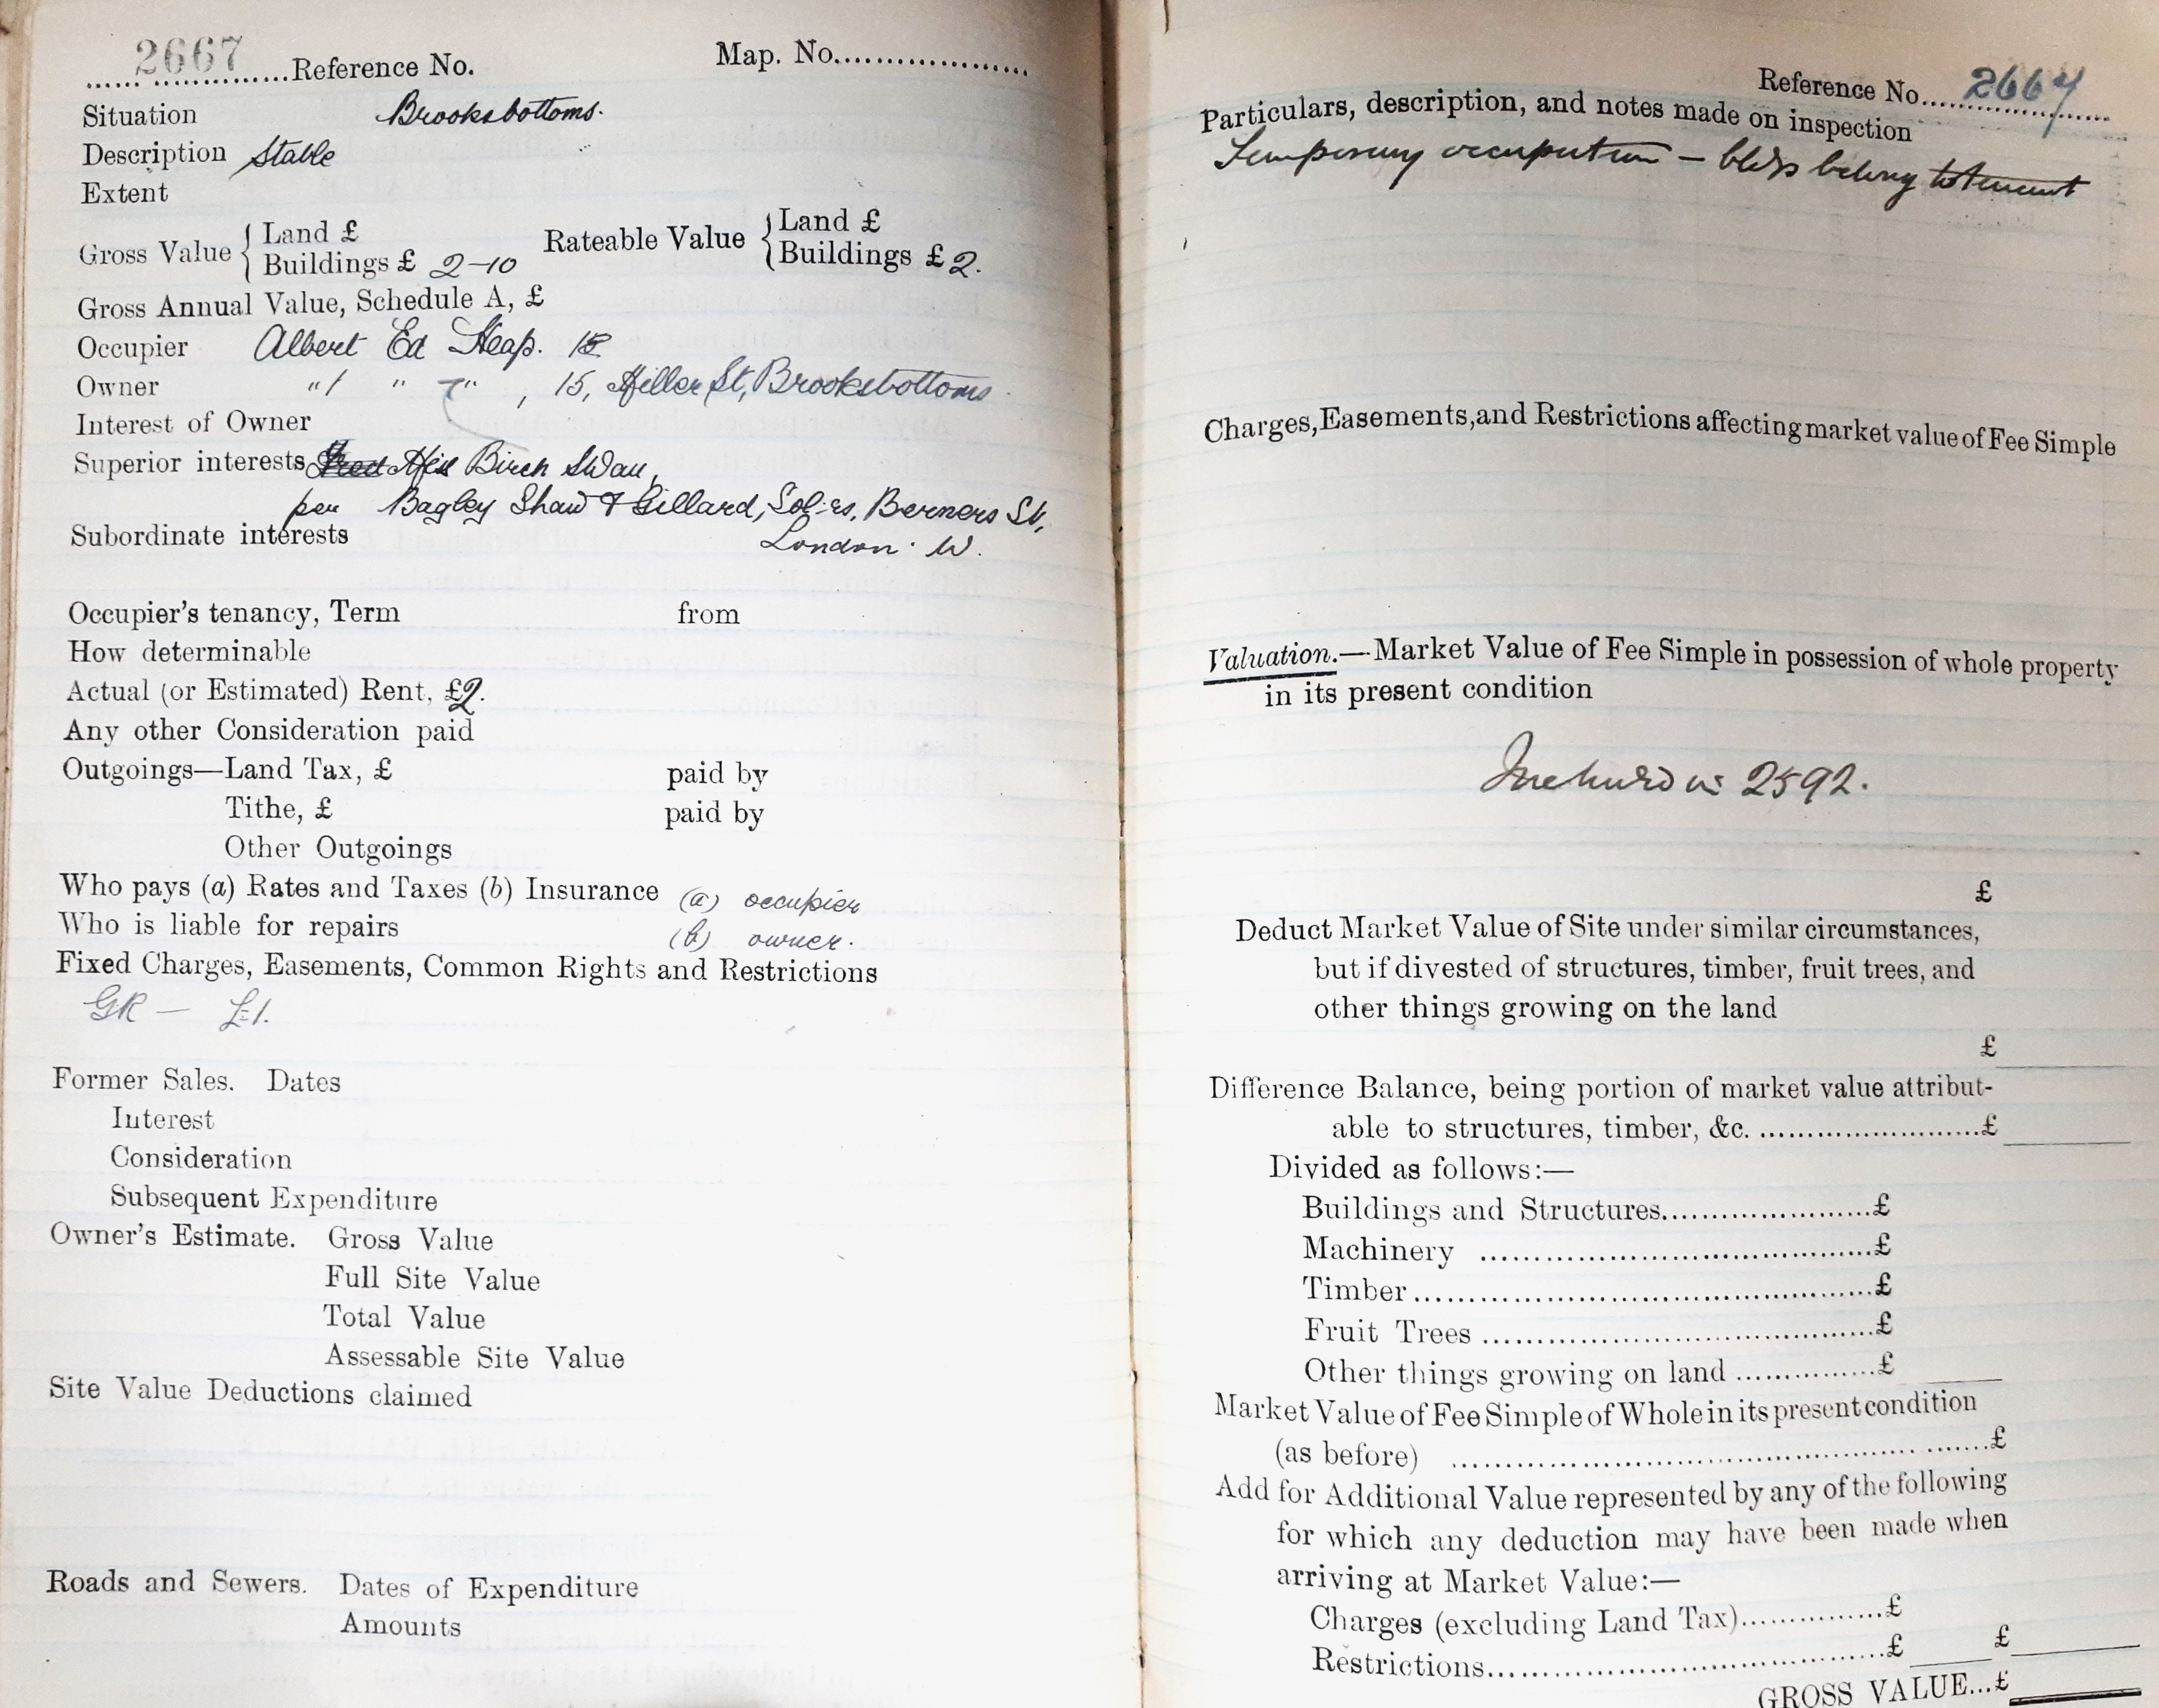 2667 Reference No. Map. No.
Situation Brooksbottoms.
Description Stable
Extent
Gross Value { Land £
Buildings £ 2-10
Rateable Value { Land £
Buildings £ 2.
Gross Annual Value, Schedule A, £
Occupier Albert Ed Heap. 15
Owner " " " , 15, Miller St, Brooksbottoms
Interest of Owner
Superior interests Birch Swan,
per Bagley Shaw & Gillard, Sol:rs, Berners St,
London. W.
Subordinate interests
Occupier's tenancy, Term from
How determinable
Actual (or Estimated) Rent, £2.
Any other Consideration paid
Outgoings—Land Tax, £ paid by
Tithe, £ paid by
Other Outgoings
Who pays (a) Rates and Taxes (b) Insurance (a) occupier
Who is liable for repairs (b) owner.
Fixed Charges, Easements, Common Rights and Restrictions
GR — £1.
Former Sales. Dates
Interest
Consideration
Subsequent Expenditure
Owner's Estimate. Gross Value
Full Site Value
Total Value
Assessable Site Value
Site Value Deductions claimed
Roads and Sewers. Dates of Expenditure
Amounts
Reference No. 2667
Particulars, description, and notes made on inspection
Temporary occupation — bldgs belong to tenant
Charges, Easements, and Restrictions affecting market value of Fee Simple
Valuation.—Market Value of Fee Simple in possession of whole property
in its present condition
Included in 2592.
£
Deduct Market Value of Site under similar circumstances,
but if divested of structures, timber, fruit trees, and
other things growing on the land
£
Difference Balance, being portion of market value attribut-
able to structures, timber, &c. £
Divided as follows:—
Buildings and Structures £
Machinery £
Timber £
Fruit Trees £
Other things growing on land £
Market Value of Fee Simple of Whole in its present condition
(as before) £
Add for Additional Value represented by any of the following
for which any deduction may have been made when
arriving at Market Value:—
Charges (excluding Land Tax) £
Restrictions £ £
GROSS VALUE...£